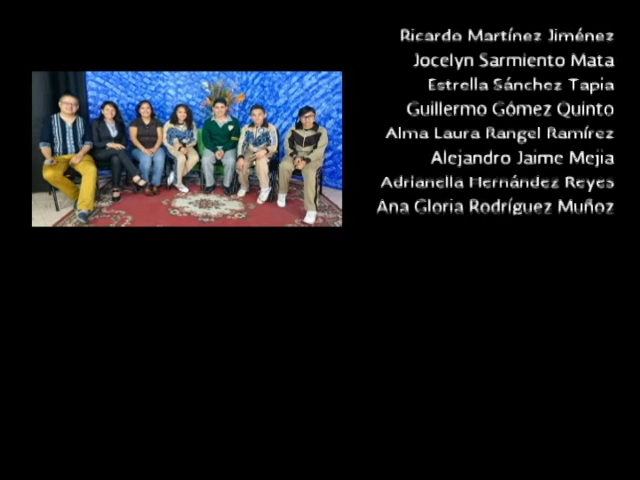 Ricardo Martínez Jiménez
Jocelyn Sarmiento Mata
Estrella Sánchez Tapia
Guillermo Gómez Quinto
Alma Laura Rangel Ramírez
Alejandro Jaime Mejia
Adrianella Hernández Reyes
Ana Gloria Rodríguez Muñoz